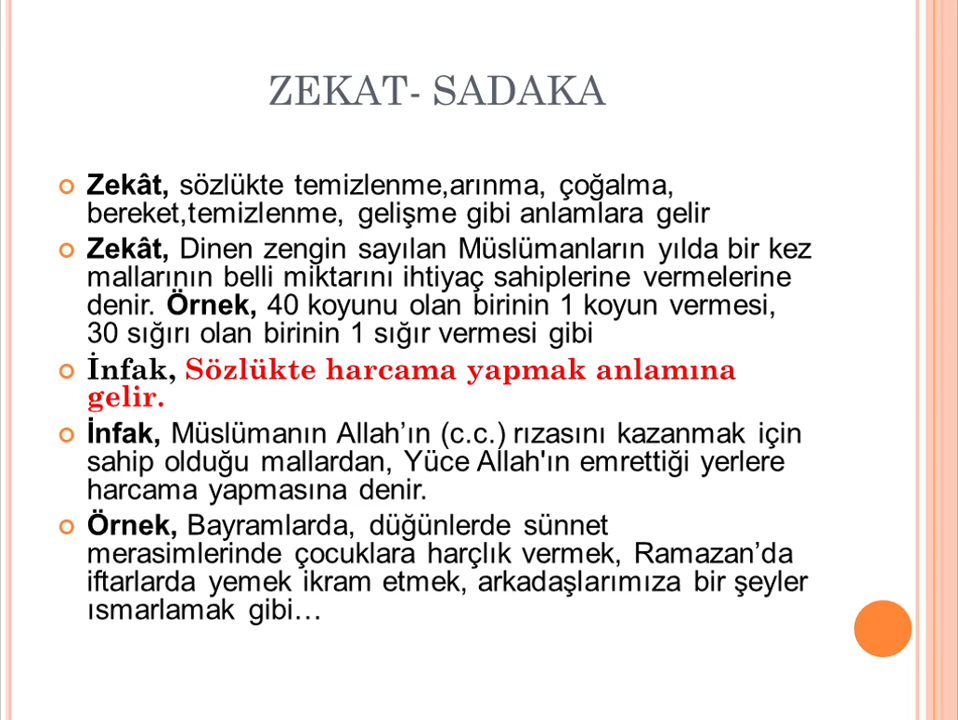 ZEKAT- SADAKA
Zekât, sözlükte temizlenme,arınma, çoğalma,
bereket,temizlenme, gelişme gibi anlamlara gelir
Zekât, Dinen zengin sayılan Müslümanların yılda bir kez
mallarının belli miktarını ihtiyaç sahiplerine vermelerine
denir. Örnek, 40 koyunu olan birinin 1 koyun vermesi,
30 sığırı olan birinin 1 sığır vermesi gibi
İnfak, Sözlükte harcama yapmak anlamına
gelir.
İnfak, Müslümanın Allah’ın (c.c.) rızasını kazanmak için
sahip olduğu mallardan, Yüce Allah'ın emrettiği yerlere
harcama yapmasına denir.
Örnek, Bayramlarda, düğünlerde sünnet
merasimlerinde çocuklara harçlık vermek, Ramazan’da
iftarlarda yemek ikram etmek, arkadaşlarımıza bir şeyler
ısmarlamak gibi…